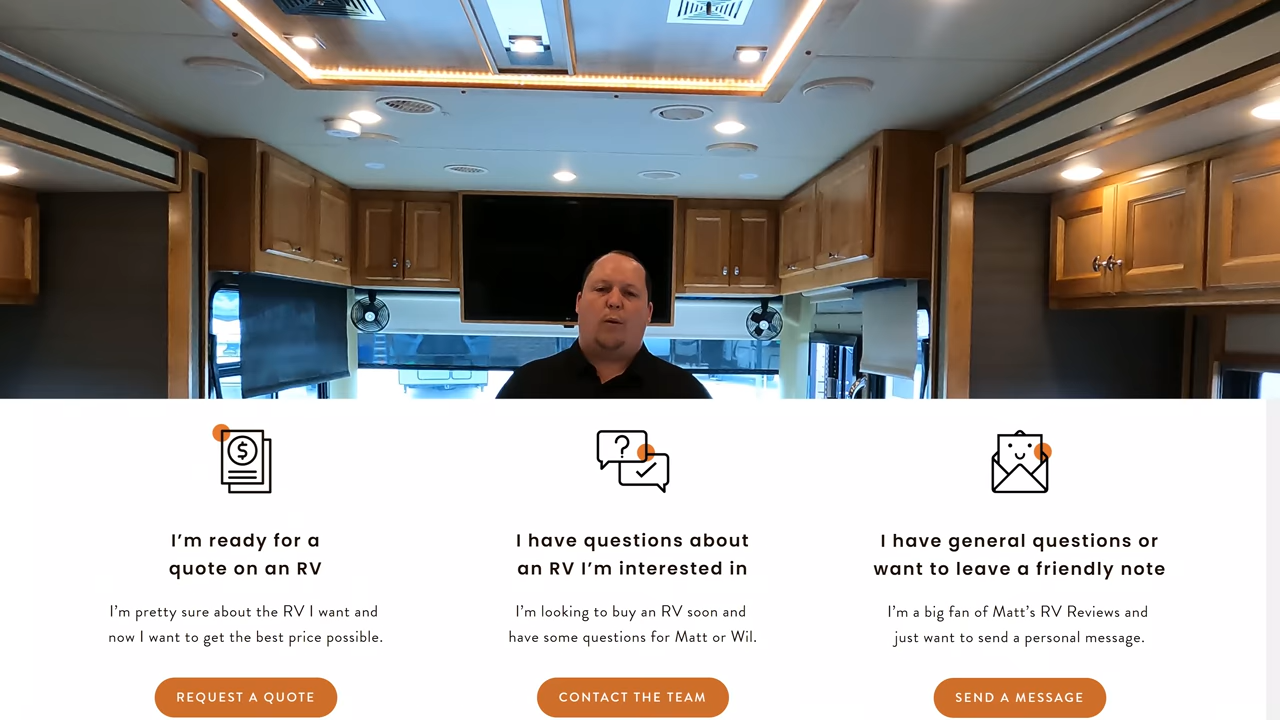 I'm ready for a
quote on an RV
I'm pretty sure about the RV I want and
now I want to get the best price possible.
REQUEST A QUOTE
I have questions about
an RV I'm interested in
I'm looking to buy an RV soon and
have some questions for Matt or Wil.
CONTACT THE TEAM
I have general questions or
want to leave a friendly note
I'm a big fan of Matt's RV Reviews and
just want to send a personal message.
SEND A MESSAGE